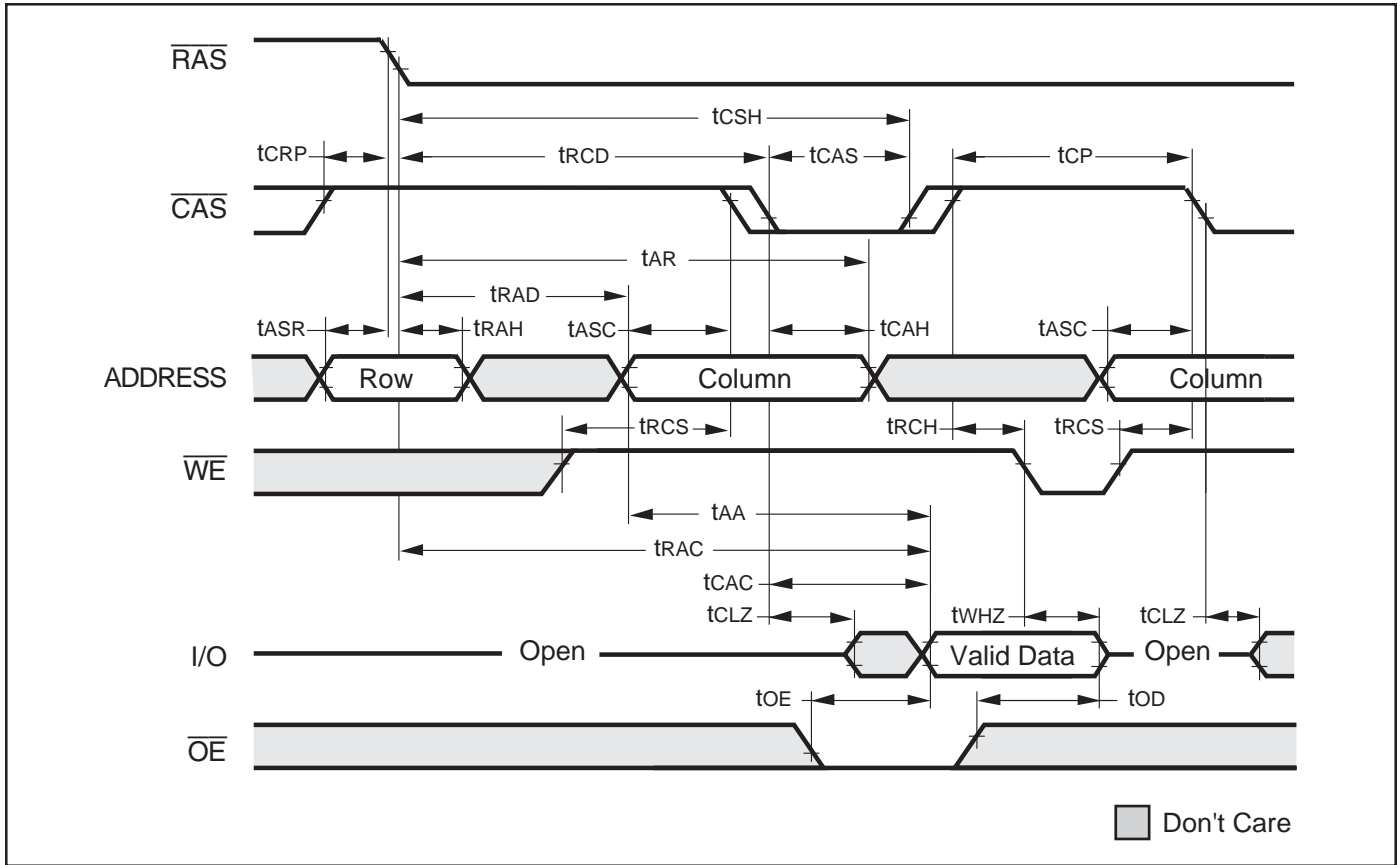 RAS
tCSH
tCRP
tRCD
tCAS
tCP
CAS
tAR
tRAD
tASR
tRAH
tASC
tCAH
tASC
ADDRESS
Row
Column
Column
tRCS
tRCH
tRCS
WE
tAA
tRAC
tCAC
tCLZ
tWHZ
tCLZ
I/O
Open
Valid Data
Open
tOE
tOD
OE
Don't Care